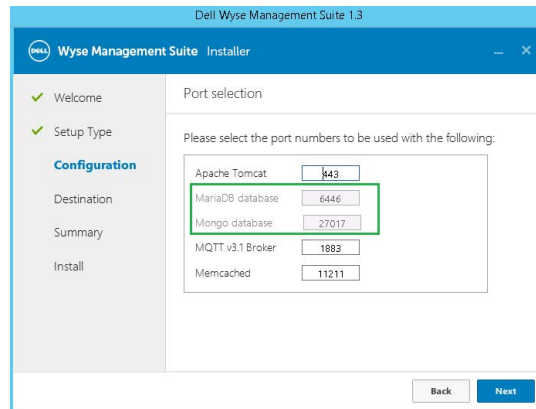 Dell Wyse Management Suite 1.3
DELL Wyse Management Suite Installer
Welcome
Port selection
Setup Type
Please select the port numbers to be used with the following:
Configuration
Apache Tomcat 443
Destination
MariaDB database 6446
Mongo database 27017
Summary
MQTT v3.1 Broker 1883
Install
Memcached 11211
Back Next